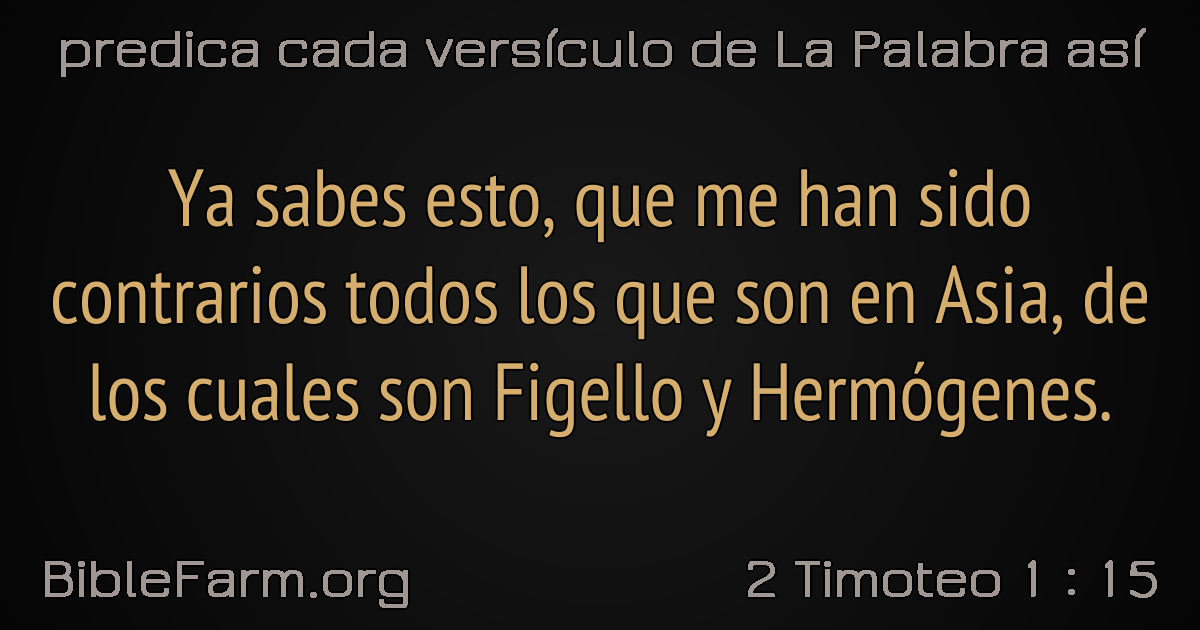 predica cada versículo de La Palabra así
Ya sabes esto, que me han sido
contrarios todos los que son en Asia, de
los cuales son Figello y Hermógenes.
BibleFarm.org
2 Timoteo 1 : 15